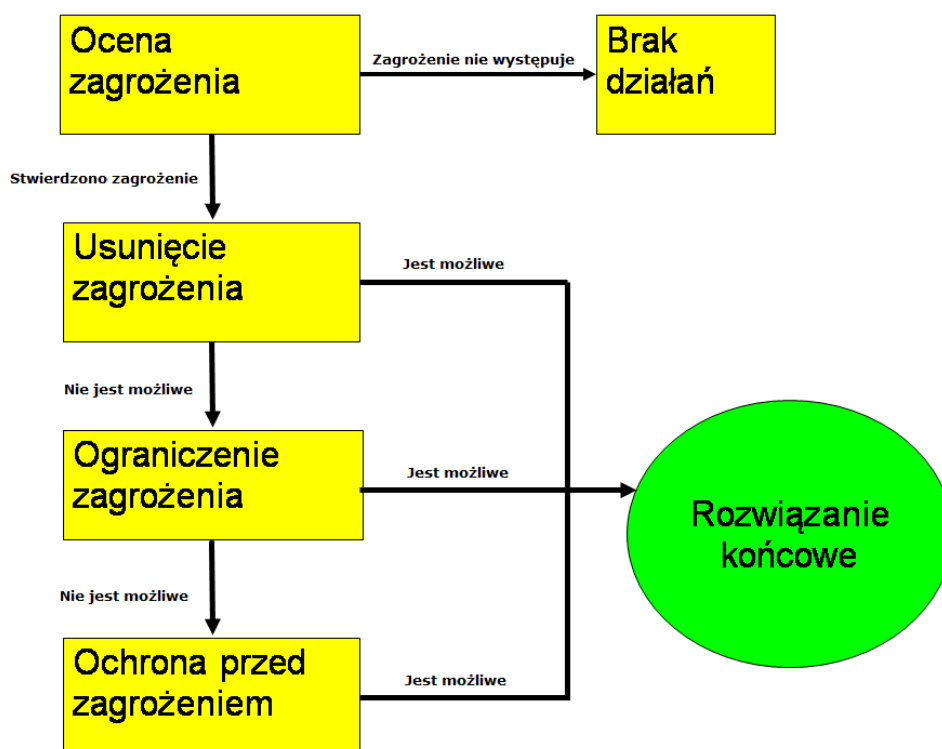 Ocena
zagrożenia
Zagrożenie nie występuje
Brak
działań
Stwierdzono zagrożenie
Usunięcie
zagrożenia
Jest możliwe
Nie jest możliwe
Ograniczenie
zagrożenia
Jest możliwe
Rozwiązanie
końcowe
Nie jest możliwe
Ochrona przed
zagrożeniem
Jest możliwe